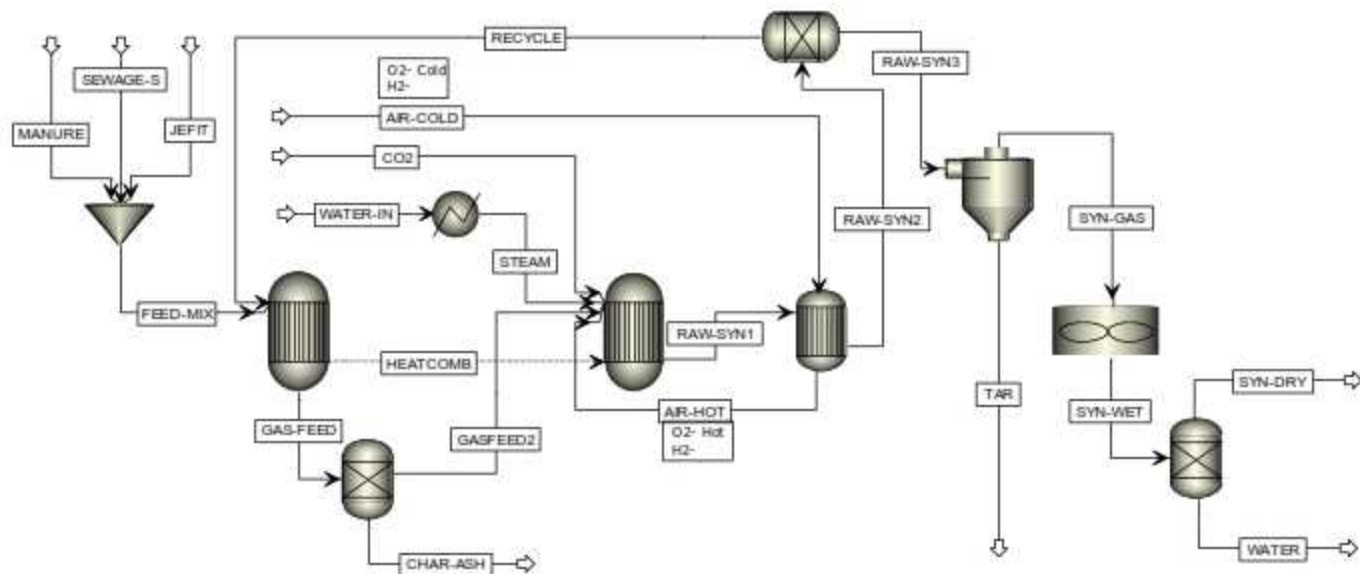 RECYCLE
RAW-SYN3
SEWAGE-S
O2- Cold
H2-
AIR-COLD
MANURE
JEFIT
CO2
WATER-IN
RAW-SYN2
SYN-GAS
STEAM
FEED-MIX
RAW-SYN1
HEATCOMB
SYN-DRY
TAR
AIR-HOT
SYN-WET
GAS-FEED
GASFEED2
O2- Hot
H2-
WATER
CHAR-ASH